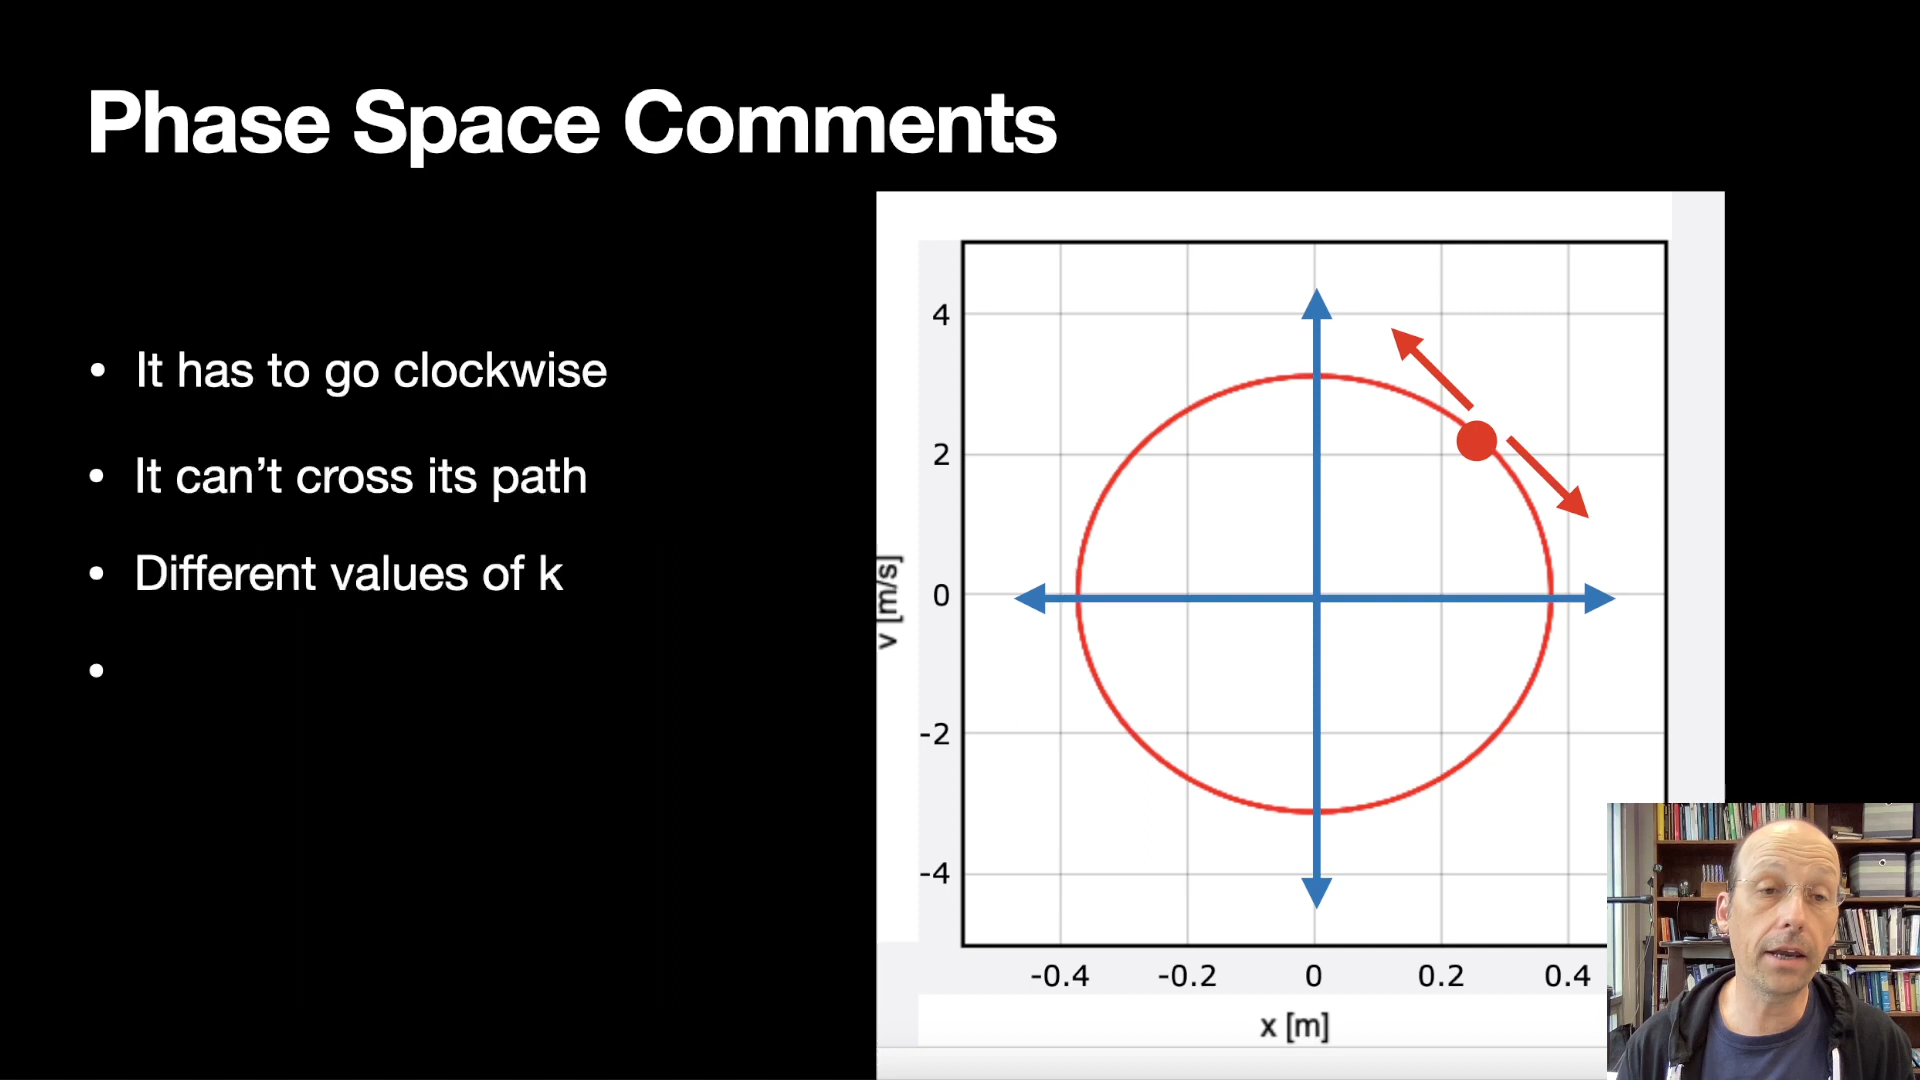 Phase Space Comments
• It has to go clockwise
• It can’t cross its path
• Different values of k
•
4
2
0
-2
-4
v [m/s]
-0.4 -0.2 0 0.2 0.4
x [m]